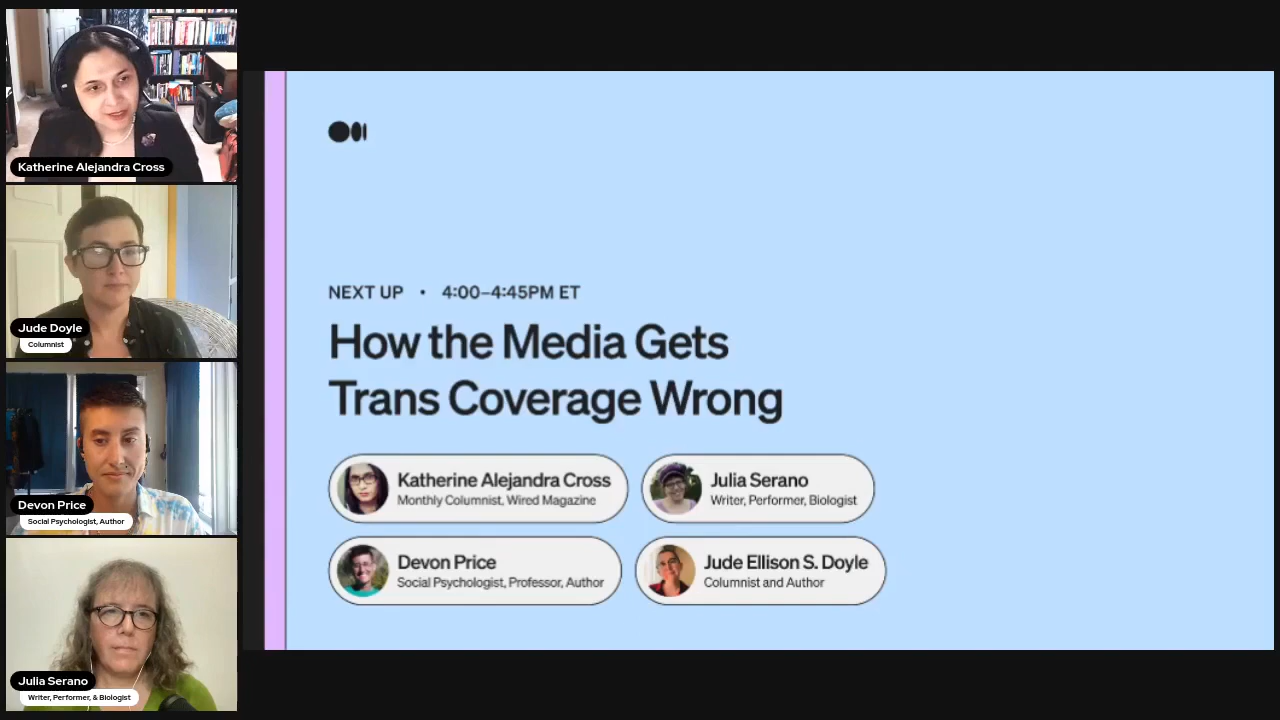 Katherine Alejandra Cross
Jude Doyle
Columnist
Devon Price
Social Psychologist, Author
Julia Serano
Writer, Performer, & Biologist
NEXT UP • 4:00–4:45PM ET
How the Media Gets
Trans Coverage Wrong
Katherine Alejandra Cross
Monthly Columnist, Wired Magazine
Julia Serano
Writer, Performer, Biologist
Devon Price
Social Psychologist, Professor, Author
Jude Ellison S. Doyle
Columnist and Author